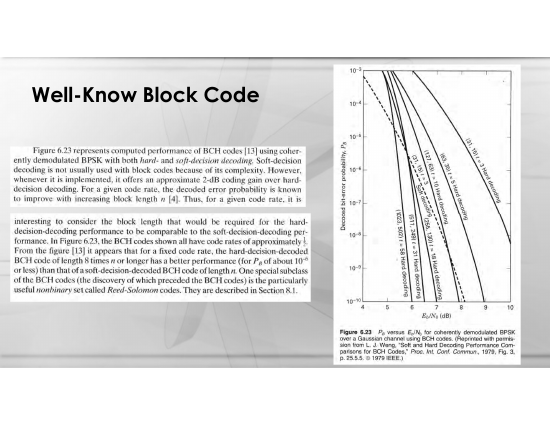 Well-Know Block Code
Figure 6.23 represents computed performance of BCH codes [13] using coher-
ently demodulated BPSK with both hard- and soft-decision decoding. Soft-decision
decoding is not usually used with block codes because of its complexity. However,
whenever it is implemented, it offers an approximate 2-dB coding gain over hard-
decision decoding. For a given code rate, the decoded error probability is known
to improve with increasing block length n [4]. Thus, for a given code rate, it is
interesting to consider the block length that would be required for the hard-
decision-decoding performance to be comparable to the soft-decision-decoding per-
formance. In Figure 6.23, the BCH codes shown all have code rates of approximately ½.
From the figure [13] it appears that for a fixed code rate, the hard-decision-decoded
BCH code of length 8 times n or longer has a better performance (for P_B of about 10⁻⁶
or less) than that of a soft-decision-decoded BCH code of length n. One special subclass
of the BCH codes (the discovery of which preceded the BCH codes) is the particularly
useful nonbinary set called Reed-Solomon codes. They are described in Section 8.1.
Decoded bit-error probability, P_B
10⁻³
10⁻⁴
10⁻⁵
10⁻⁶
10⁻⁷
10⁻⁸
10⁻⁹
10⁻¹⁰
(31, 16) t = 3 Hard decoding
(63, 36) t = 5 Hard decoding
(127, 64) t = 10 Hard decoding
(31, 16) t = 3 Soft decoding
(255, t = 18 Hard decoding
(511, t = 31 Hard decoding
(1023, t = 58 Hard decoding
4 5 6 7 8 9 10
E_b/N_0 (dB)
Figure 6.23 P_B versus E_b/N_0 for coherently demodulated BPSK
over a Gaussian channel using BCH codes. (Reprinted with permis-
sion from L. J. Weng, "Soft and Hard Decoding Performance Com-
parisons for BCH Codes," Proc. Int. Conf. Commun., 1979, Fig. 3,
p. 25.5.5. © 1979 IEEE.)